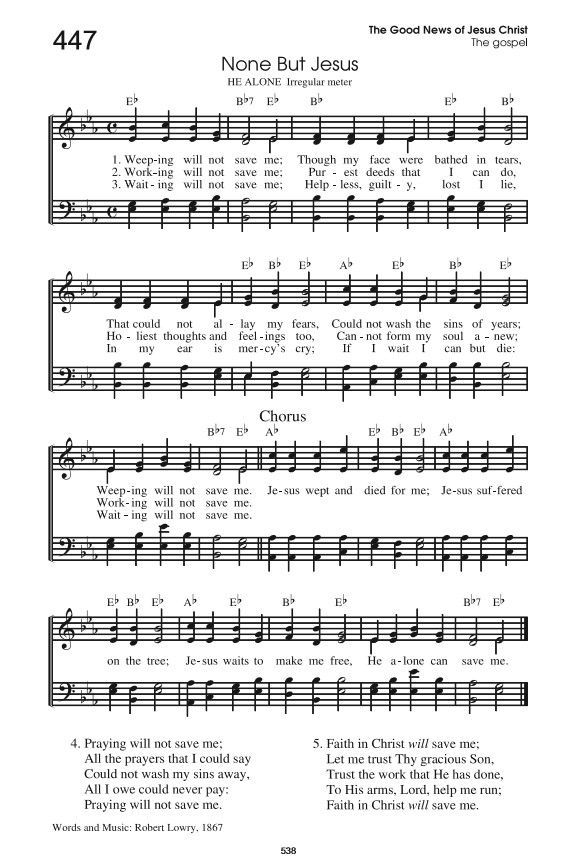 447
The Good News of Jesus Christ
The gospel
None But Jesus
HE ALONE Irregular meter
E♭ B♭7 E♭ B♭ E♭ B♭
1. Weep-ing will not save me; Though my face were bathed in tears,
2. Work-ing will not save me; Pur - est deeds that I can do,
3. Wait - ing will not save me; Help - less, guilt - y, lost I lie,
E♭ B♭ E♭ A♭ E♭ B♭ E♭
That could not al - lay my fears, Could not wash the sins of years;
Ho - liest thoughts and feel-ings too, Can - not form my soul a - new;
In my ear is mer-cy's cry; If I wait I can but die:
Chorus
B♭7 E♭ A♭ E♭ B♭ E♭ A♭
Weep-ing will not save me. Je-sus wept and died for me; Je-sus suf-fered
Work-ing will not save me.
Wait - ing will not save me.
E♭ B♭ E♭ A♭ E♭ B♭ E♭ B♭7 E♭
on the tree; Je-sus waits to make me free, He a-lone can save me.
4. Praying will not save me;
All the prayers that I could say
Could not wash my sins away,
All I owe could never pay:
Praying will not save me.
5. Faith in Christ will save me;
Let me trust Thy gracious Son,
Trust the work that He has done,
To His arms, Lord, help me run;
Faith in Christ will save me.
Words and Music: Robert Lowry, 1867
538